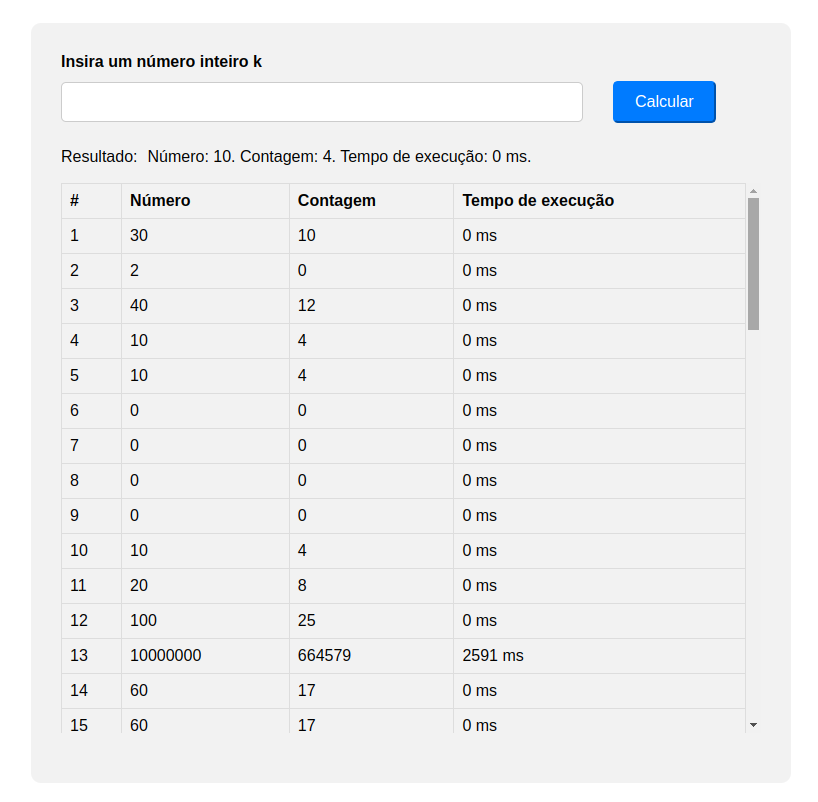 Insira um número inteiro k
Calcular
Resultado: Número: 10. Contagem: 4. Tempo de execução: 0 ms.
# Número Contagem Tempo de execução
1 30 10 0 ms
2 2 0 0 ms
3 40 12 0 ms
4 10 4 0 ms
5 10 4 0 ms
6 0 0 0 ms
7 0 0 0 ms
8 0 0 0 ms
9 0 0 0 ms
10 10 4 0 ms
11 20 8 0 ms
12 100 25 0 ms
13 10000000 664579 2591 ms
14 60 17 0 ms
15 60 17 0 ms